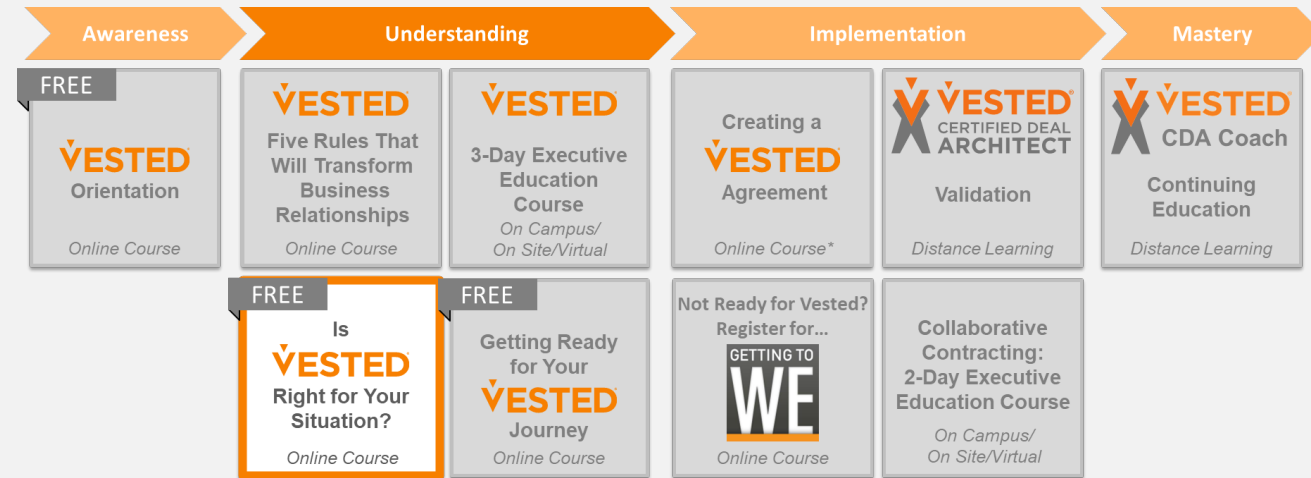 Awareness
Understanding
Implementation
Mastery
FREE
VESTED
Orientation
Online Course
VESTED®
Five Rules That
Will Transform
Business
Relationships
Online Course
VESTED®
3-Day Executive
Education
Course
On Campus/
On Site/Virtual
Creating a
VESTED®
Agreement
Online Course*
VESTED®
CERTIFIED DEAL
ARCHITECT
Validation
Distance Learning
VESTED®
CDA Coach
Continuing
Education
Distance Learning
FREE
Is
VESTED®
Right for Your
Situation?
Online Course
FREE
Getting Ready
for Your
VESTED®
Journey
Online Course
Not Ready for Vested?
Register for...
GETTING TO
WE
Online Course
Collaborative
Contracting:
2-Day Executive
Education Course
On Campus/
On Site/Virtual